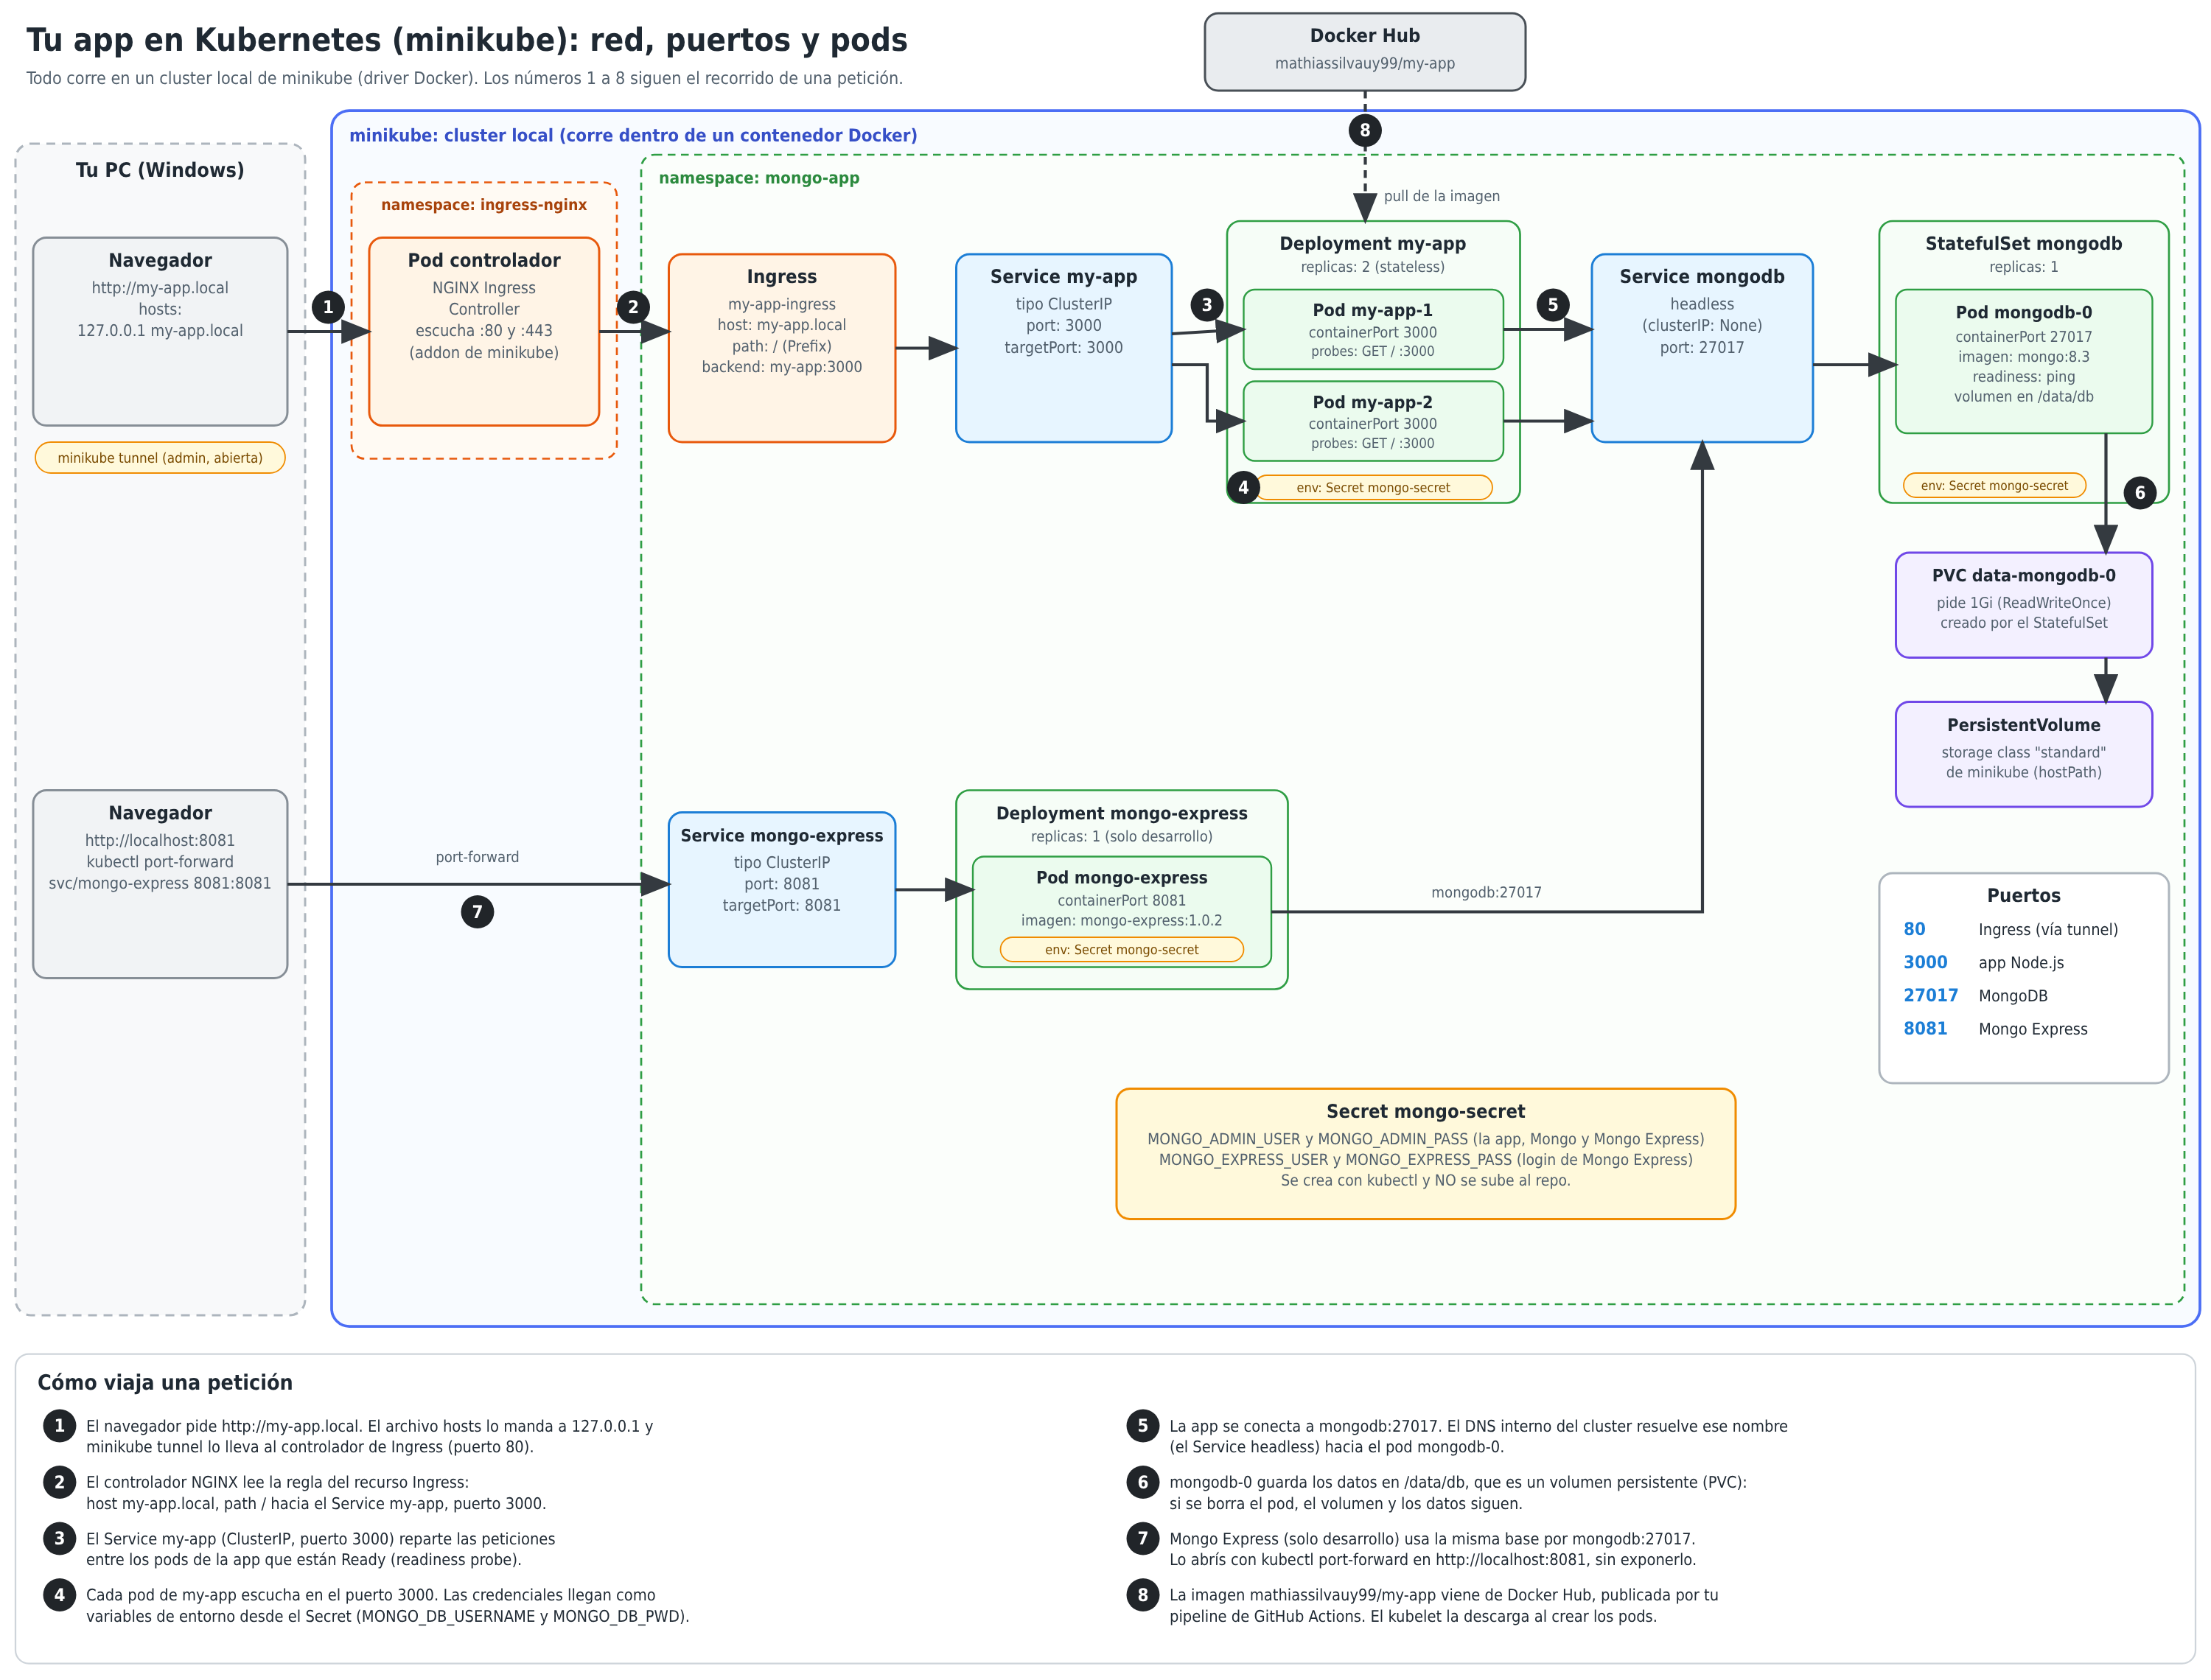 Tu app en Kubernetes (minikube): red, puertos y pods
Todo corre en un cluster local de minikube (driver Docker). Los números 1 a 8 siguen el recorrido de una petición.
Docker Hub
mathiassilvauy99/my-app
8
pull de la imagen
minikube: cluster local (corre dentro de un contenedor Docker)
Tu PC (Windows)
namespace: ingress-nginx
namespace: mongo-app
Navegador
http://my-app.local
hosts:
127.0.0.1 my-app.local
minikube tunnel (admin, abierta)
1
Pod controlador
NGINX Ingress
Controller
escucha :80 y :443
(addon de minikube)
2
Ingress
my-app-ingress
host: my-app.local
path: / (Prefix)
backend: my-app:3000
Service my-app
tipo ClusterIP
port: 3000
targetPort: 3000
3
Deployment my-app
replicas: 2 (stateless)
Pod my-app-1
containerPort 3000
probes: GET / :3000
Pod my-app-2
containerPort 3000
probes: GET / :3000
4
env: Secret mongo-secret
5
Service mongodb
headless
(clusterIP: None)
port: 27017
StatefulSet mongodb
replicas: 1
Pod mongodb-0
containerPort 27017
imagen: mongo:8.3
readiness: ping
volumen en /data/db
env: Secret mongo-secret
6
PVC data-mongodb-0
pide 1Gi (ReadWriteOnce)
creado por el StatefulSet
PersistentVolume
storage class "standard"
de minikube (hostPath)
Navegador
http://localhost:8081
kubectl port-forward
svc/mongo-express 8081:8081
port-forward
7
Service mongo-express
tipo ClusterIP
port: 8081
targetPort: 8081
Deployment mongo-express
replicas: 1 (solo desarrollo)
Pod mongo-express
containerPort 8081
imagen: mongo-express:1.0.2
env: Secret mongo-secret
mongodb:27017
Puertos
80 Ingress (vía tunnel)
3000 app Node.js
27017 MongoDB
8081 Mongo Express
Secret mongo-secret
MONGO_ADMIN_USER y MONGO_ADMIN_PASS (la app, Mongo y Mongo Express)
MONGO_EXPRESS_USER y MONGO_EXPRESS_PASS (login de Mongo Express)
Se crea con kubectl y NO se sube al repo.
Cómo viaja una petición
1 El navegador pide http://my-app.local. El archivo hosts lo manda a 127.0.0.1 y
minikube tunnel lo lleva al controlador de Ingress (puerto 80).
2 El controlador NGINX lee la regla del recurso Ingress:
host my-app.local, path / hacia el Service my-app, puerto 3000.
3 El Service my-app (ClusterIP, puerto 3000) reparte las peticiones
entre los pods de la app que están Ready (readiness probe).
4 Cada pod de my-app escucha en el puerto 3000. Las credenciales llegan como
variables de entorno desde el Secret (MONGO_DB_USERNAME y MONGO_DB_PWD).
5 La app se conecta a mongodb:27017. El DNS interno del cluster resuelve ese nombre
(el Service headless) hacia el pod mongodb-0.
6 mongodb-0 guarda los datos en /data/db, que es un volumen persistente (PVC):
si se borra el pod, el volumen y los datos siguen.
7 Mongo Express (solo desarrollo) usa la misma base por mongodb:27017.
Lo abrís con kubectl port-forward en http://localhost:8081, sin exponerlo.
8 La imagen mathiassilvauy99/my-app viene de Docker Hub, publicada por tu
pipeline de GitHub Actions. El kubelet la descarga al crear los pods.